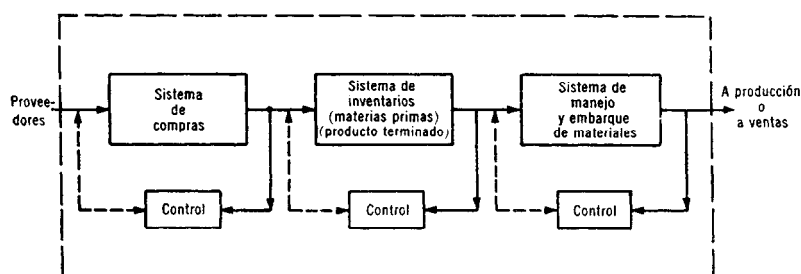 Provee-
dores
Sistema
de
compras
Sistema de
inventarios
(materias primas)
(producto terminado)
Sistema de
manejo
y embarque
de materiales
A producción
o
a ventas
Control
Control
Control